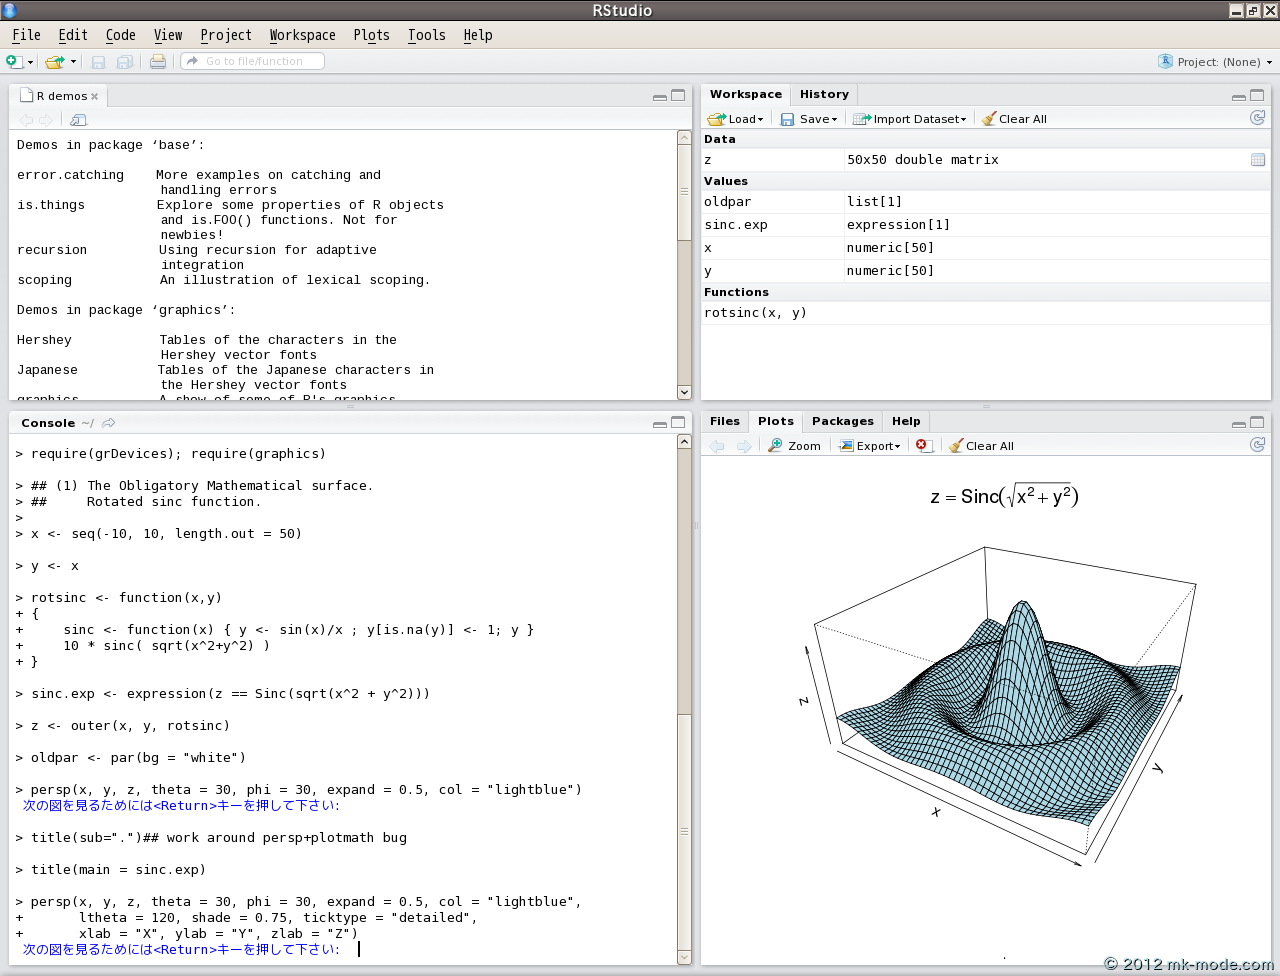 RStudio
File Edit Code View Project Workspace Plots Tools Help
Go to file/function Project: (None)
R demos
Demos in package ‘base’:
error.catching More examples on catching and
handling errors
is.things Explore some properties of R objects
and is.FOO() functions. Not for
newbies!
recursion Using recursion for adaptive
integration
scoping An illustration of lexical scoping.
Demos in package ‘graphics’:
Hershey Tables of the characters in the
Hershey vector fonts
Japanese Tables of the Japanese characters in
the Hershey vector fonts
graphics A show of some of R's graphics
Workspace History
Load Save Import Dataset Clear All
Data
z 50x50 double matrix
Values
oldpar list[1]
sinc.exp expression[1]
x numeric[50]
y numeric[50]
Functions
rotsinc(x, y)
Console ~/
> require(grDevices); require(graphics)
> ## (1) The Obligatory Mathematical surface.
> ##     Rotated sinc function.
>
> x <- seq(-10, 10, length.out = 50)
> y <- x
> rotsinc <- function(x,y)
+ {
+     sinc <- function(x) { y <- sin(x)/x ; y[is.na(y)] <- 1; y }
+     10 * sinc( sqrt(x^2+y^2) )
+ }
> sinc.exp <- expression(z == Sinc(sqrt(x^2 + y^2)))
> z <- outer(x, y, rotsinc)
> oldpar <- par(bg = "white")
> persp(x, y, z, theta = 30, phi = 30, expand = 0.5, col = "lightblue")
次の図を見るためには<Return>キーを押して下さい:
> title(sub=".")## work around persp+plotmath bug
> title(main = sinc.exp)
> persp(x, y, z, theta = 30, phi = 30, expand = 0.5, col = "lightblue",
+       ltheta = 120, shade = 0.75, ticktype = "detailed",
+       xlab = "X", ylab = "Y", zlab = "Z")
次の図を見るためには<Return>キーを押して下さい:
Files Plots Packages Help
Zoom Export Clear All
z = Sinc(√x²+ y²)
z
y
x
.
© 2012 mk-mode.com